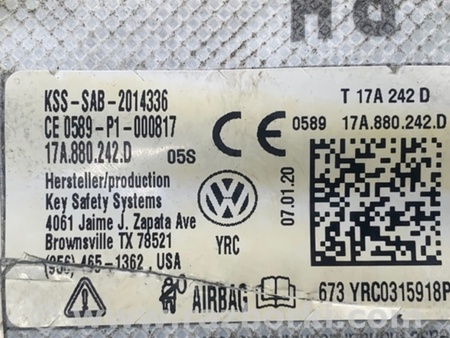 KSS-SAB-2014336
CE 0589-P1-000817
17A.880.242.D 05S
Hersteller/production
Key Safety Systems
4061 Jaime J. Zapata Ave
Brownsville TX 78521
(956) 465-1362, USA
AIRBAG
CE 0589
YRC
07.01.20
T 17A 242 D
17A.880.242.D
673 YRC0315918P